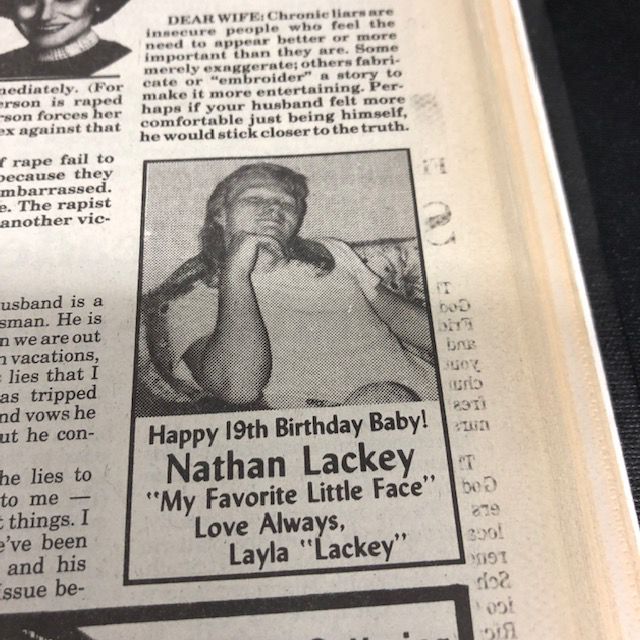 nediately. (For
erson is raped
rson forces her
ex against that
f rape fail to
because they
mbarrassed.
e. The rapist
another vic-
usband is a
sman. He is
n we are out
n vacations,
lies that I
as tripped
nd vows he
ut he con-
he lies to
to me —
t things. I
e've been
and his
ssue be-
DEAR WIFE: Chronic liars are
insecure people who feel the
need to appear better or more
important than they are. Some
merely exaggerate; others fabri-
cate or "embroider" a story to
make it more entertaining. Per-
haps if your husband felt more
comfortable just being himself,
he would stick closer to the truth.
Happy 19th Birthday Baby!
Nathan Lackey
"My Favorite Little Face"
Love Always,
Layla "Lackey"